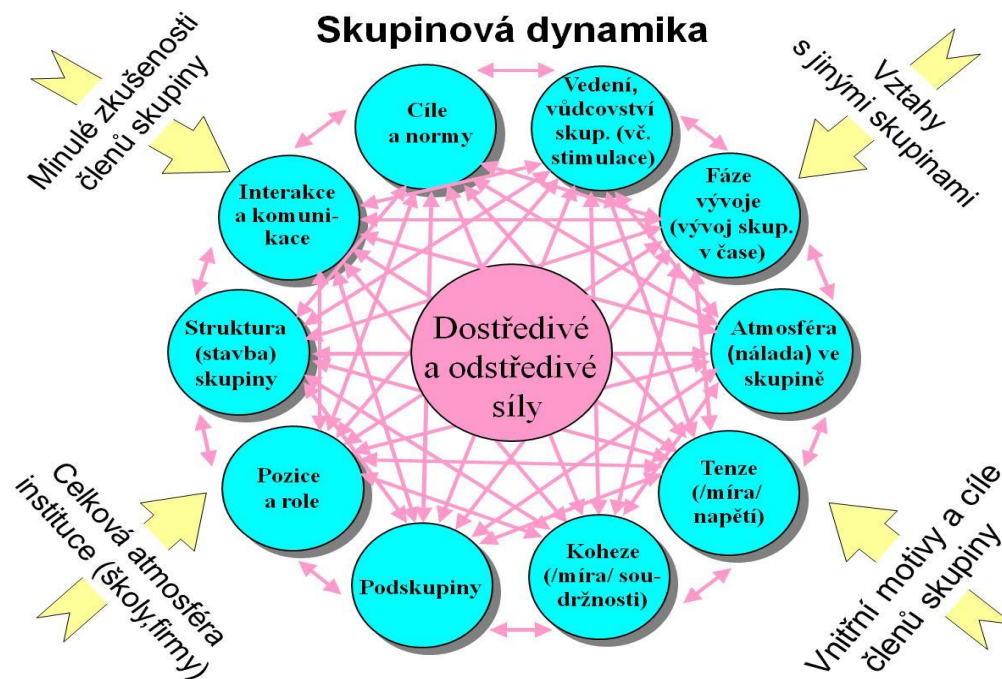 Skupinová dynamika
Minulé zkušenosti
členů skupiny
Vztahy
s jinými skupinami
Cíle
a normy
Vedení,
vůdcovství
skup. (vč.
stimulace)
Interakce
a komuni-
kace
Fáze
vývoje
(vývoj skup.
v čase)
Struktura
(stavba)
skupiny
Dostředivé
a odstředivé
síly
Atmosféra
(nálada) ve
skupině
Pozice
a role
Tenze
(/míra/
napětí)
Podskupiny
Koheze
(/míra/ sou-
držnosti)
Celková atmosféra
instituce (školy,firmy)
Vnitřní motivy a cíle
členů skupiny